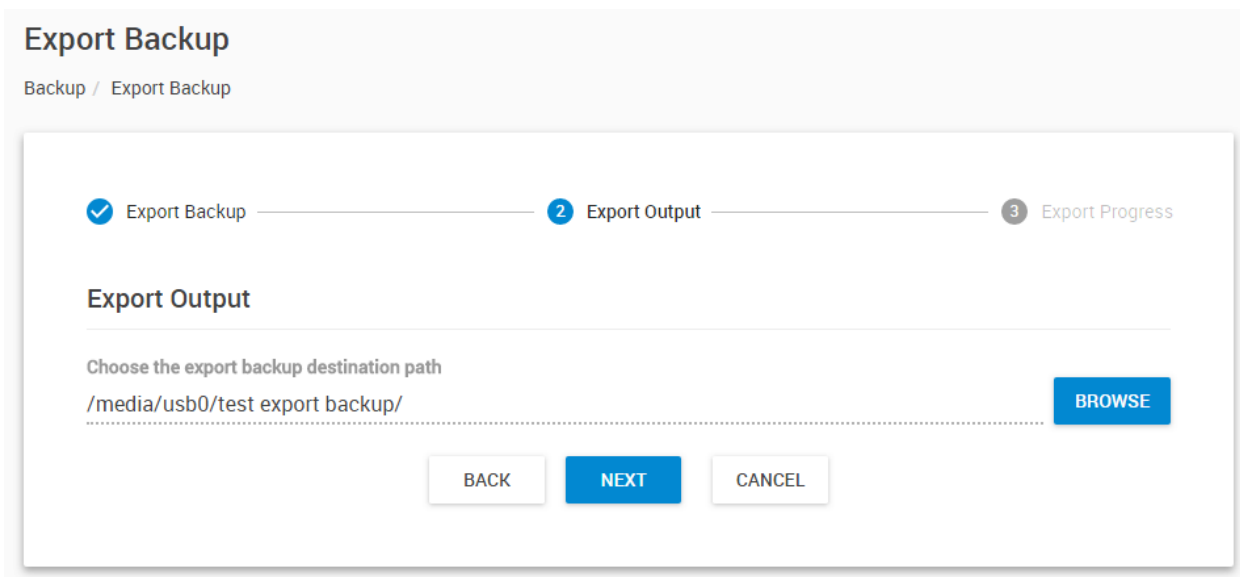 Export Backup
Backup / Export Backup
Export Backup 2 Export Output 3 Export Progress
Export Output
Choose the export backup destination path
/media/usb0/test export backup/
BROWSE
BACK NEXT CANCEL